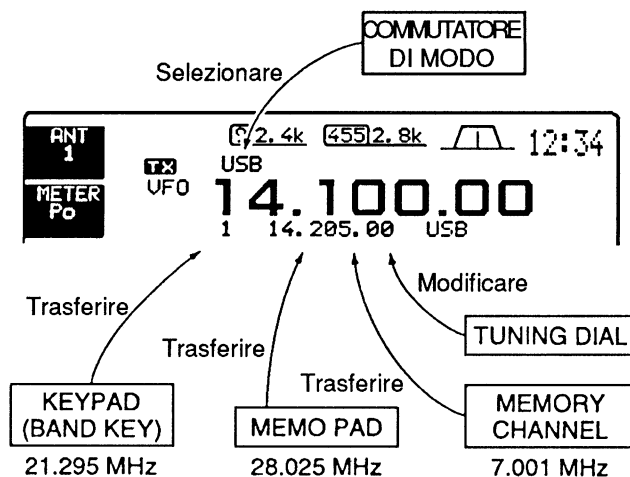 COMMUTATORE
DI MODO
Selezionare
ANT
1
9 2.4k 455 2.8k 12:34
TX
USB
VFO
METER
Po
14.100.00
1 14.205.00 USB
Trasferire
Trasferire
Trasferire
Modificare
TUNING DIAL
KEYPAD
(BAND KEY)
21.295 MHz
MEMO PAD
28.025 MHz
MEMORY
CHANNEL
7.001 MHz